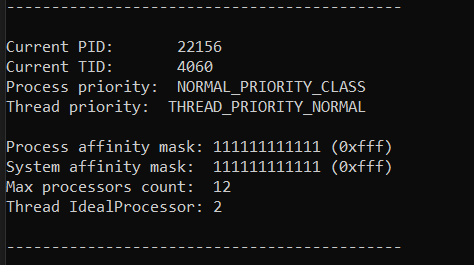 --------------------------------------------
Current PID:       22156
Current TID:       4060
Process priority:  NORMAL_PRIORITY_CLASS
Thread priority:  THREAD_PRIORITY_NORMAL
Process affinity mask: 111111111111 (0xfff)
System affinity mask:  111111111111 (0xfff)
Max processors count:  12
Thread IdealProcessor: 2
--------------------------------------------